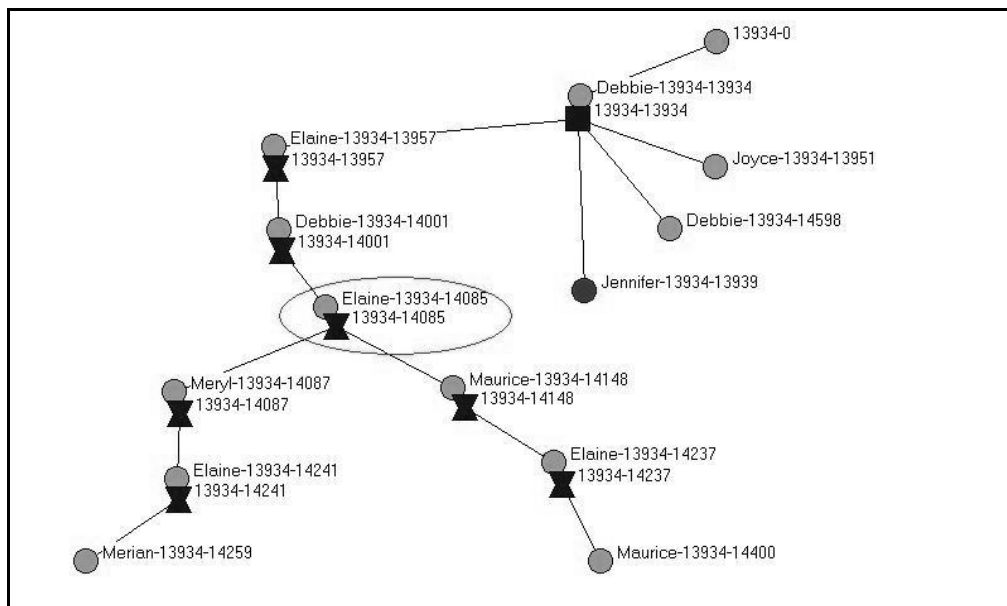 13934-0
Debbie-13934-13934
13934-13934
Elaine-13934-13957
13934-13957
Joyce-13934-13951
Debbie-13934-14001
13934-14001
Debbie-13934-14598
Jennifer-13934-13939
Elaine-13934-14085
13934-14085
Meryl-13934-14087
13934-14087
Maurice-13934-14148
13934-14148
Elaine-13934-14241
13934-14241
Elaine-13934-14237
13934-14237
Merian-13934-14259
Maurice-13934-14400